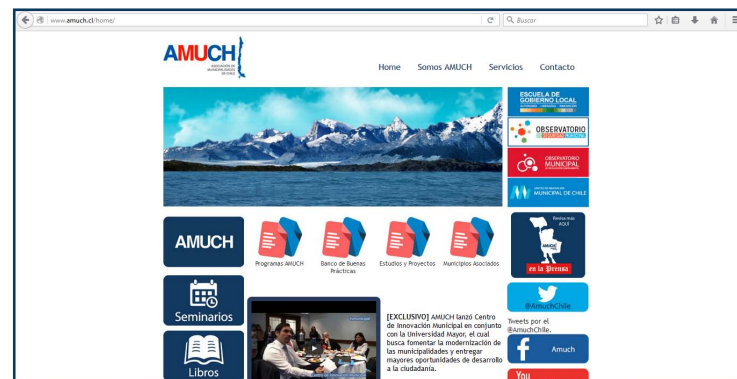 www.amuch.cl/home/
Buscar
AMUCH
ASOCIACIÓN DE
MUNICIPALIDADES
DE CHILE
Home
Somos AMUCH
Servicios
Contacto
ESCUELA DE
GOBIERNO LOCAL
OBSERVATORIO
SEGURIDAD MUNICIPAL
OBSERVATORIO
MUNICIPAL
MUNICIPAL DE CHILE
AMUCH
Programas AMUCH
Banco de Buenas
Prácticas
Estudios y Proyectos
Municipios Asociados
Revisa más
AQUÍ
AMUCH
en la Prensa
Seminarios
@AmuchChile
Tweets por el
@AmuchChile.
[EXCLUSIVO] AMUCH lanzó Centro
de Innovación Municipal en conjunto
con la Universidad Mayor, el cual
busca fomentar la modernización de
las municipalidades y entregar
mayores oportunidades de desarrollo
a la ciudadanía.
Libros
Amuch
You